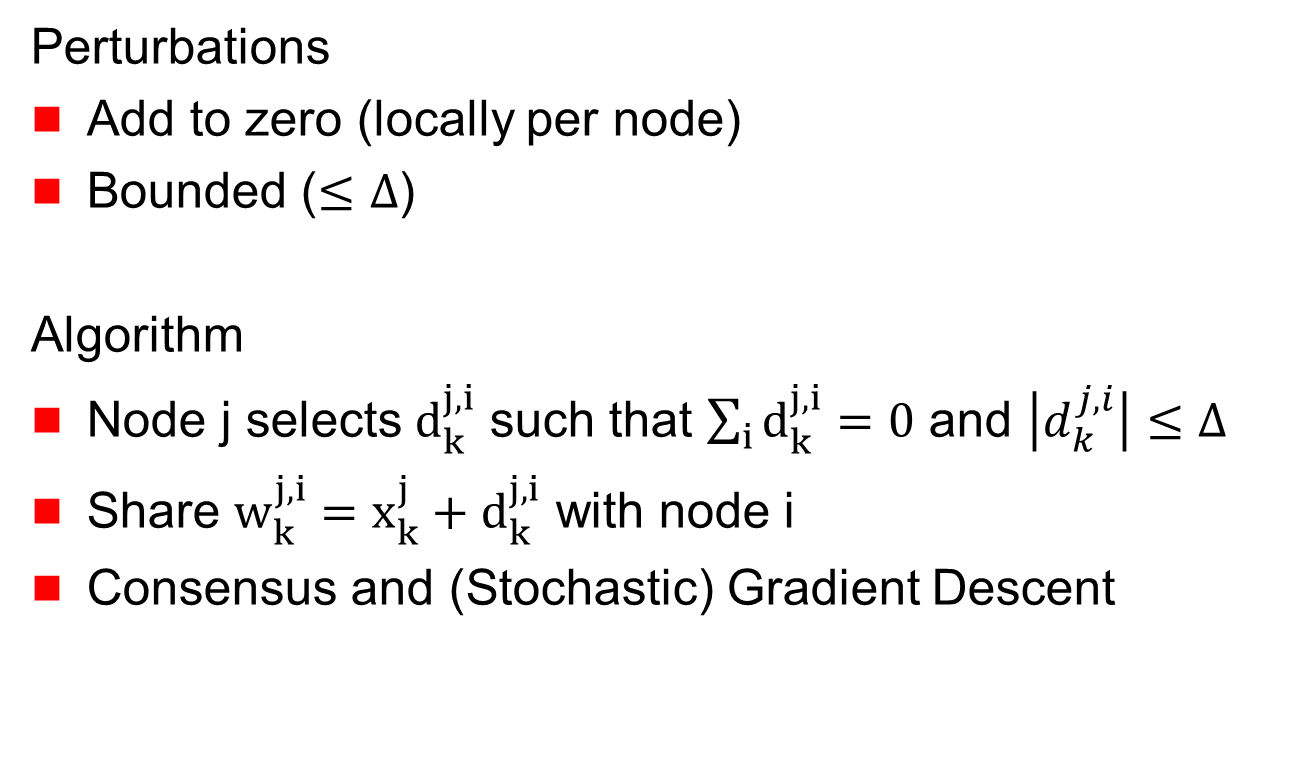 Perturbations
■ Add to zero (locally per node)
■ Bounded (≤ Δ)
Algorithm
■ Node j selects d_k^{j,i} such that ∑_i d_k^{j,i} = 0 and |d_k^{j,i}| ≤ Δ
■ Share w_k^{j,i} = x_k^j + d_k^{j,i} with node i
■ Consensus and (Stochastic) Gradient Descent